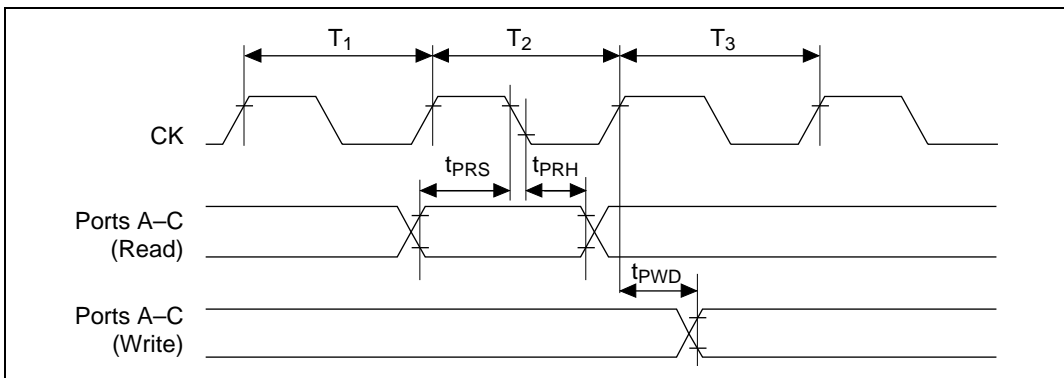 T1 T2 T3
CK
tPRS tPRH
Ports A–C
(Read)
tPWD
Ports A–C
(Write)